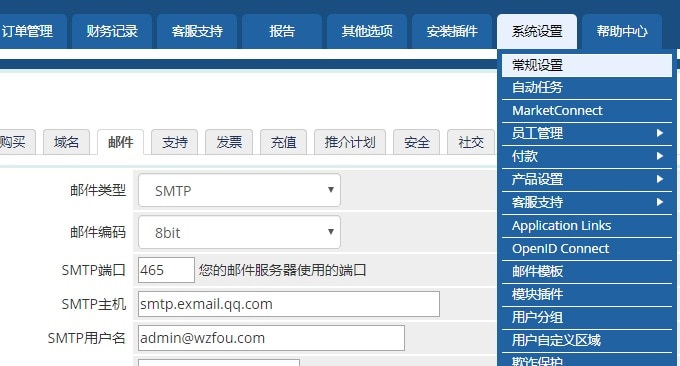 订单管理 财务记录 客服支持 报告 其他选项 安装插件 系统设置 帮助中心
常规设置
自动任务
MarketConnect
员工管理
付款
产品设置
客服支持
Application Links
OpenID Connect
邮件模板
模块插件
用户分组
用户自定义区域
欺诈保护
购买 域名 邮件 支持 发票 充值 推介计划 安全 社交
邮件类型 SMTP
邮件编码 8bit
SMTP端口 465 您的邮件服务器使用的端口
SMTP主机 smtp.exmail.qq.com
SMTP用户名 admin@wzfou.com